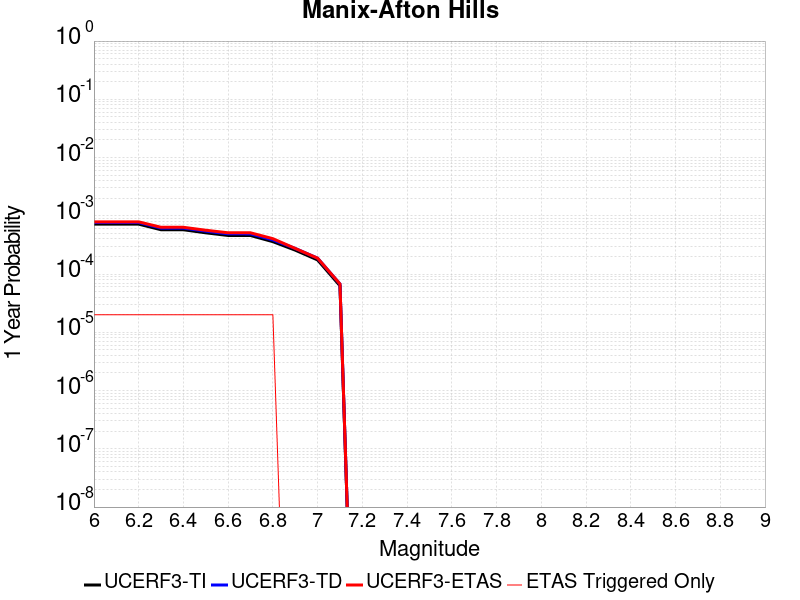 Manix-Afton Hills
10^0
10^-1
10^-2
10^-3
10^-4
10^-5
10^-6
10^-7
10^-8
1 Year Probability
6 6.2 6.4 6.6 6.8 7 7.2 7.4 7.6 7.8 8 8.2 8.4 8.6 8.8 9
Magnitude
UCERF3-TI UCERF3-TD UCERF3-ETAS ETAS Triggered Only